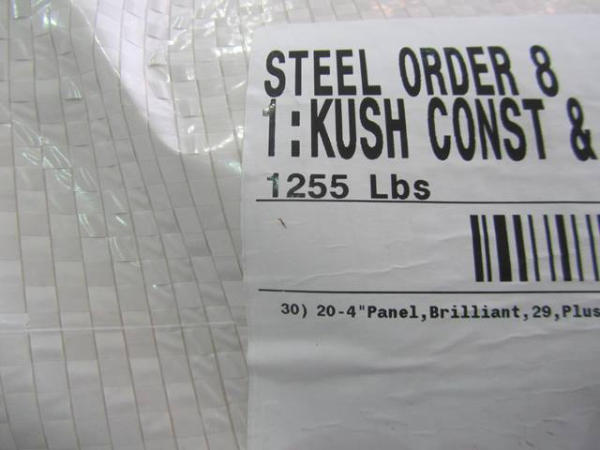 STEEL ORDER 8
1:KUSH CONST &
1255 Lbs
30) 20-4"Panel,Brilliant,29,Plus